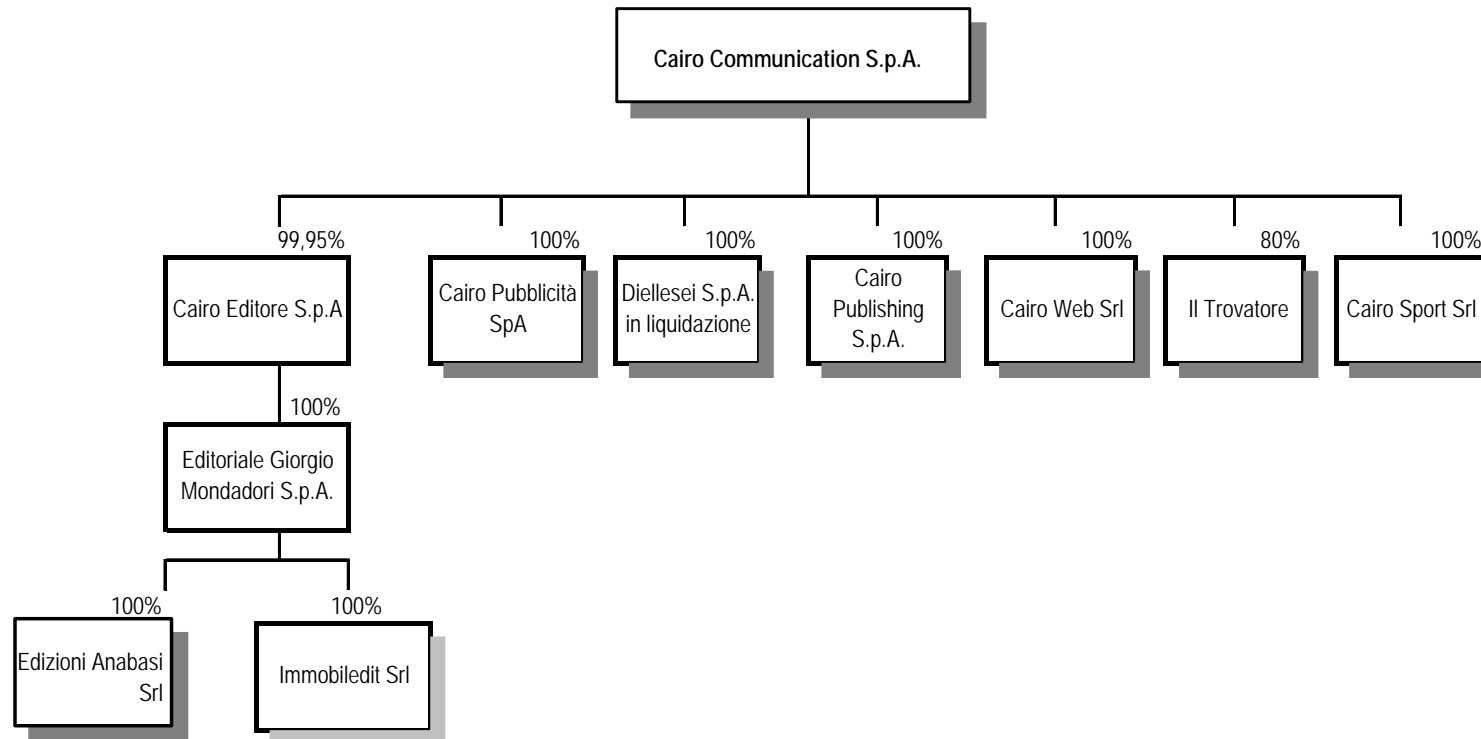 Cairo Communication S.p.A.
99,95%
100%
100%
100%
100%
80%
100%
Cairo Editore S.p.A
Cairo Pubblicità
SpA
Diellesei S.p.A.
in liquidazione
Cairo
Publishing
S.p.A.
Cairo Web Srl
Il Trovatore
Cairo Sport Srl
100%
Editoriale Giorgio
Mondadori S.p.A.
100%
100%
Edizioni Anabasi
Srl
Immobiledit Srl